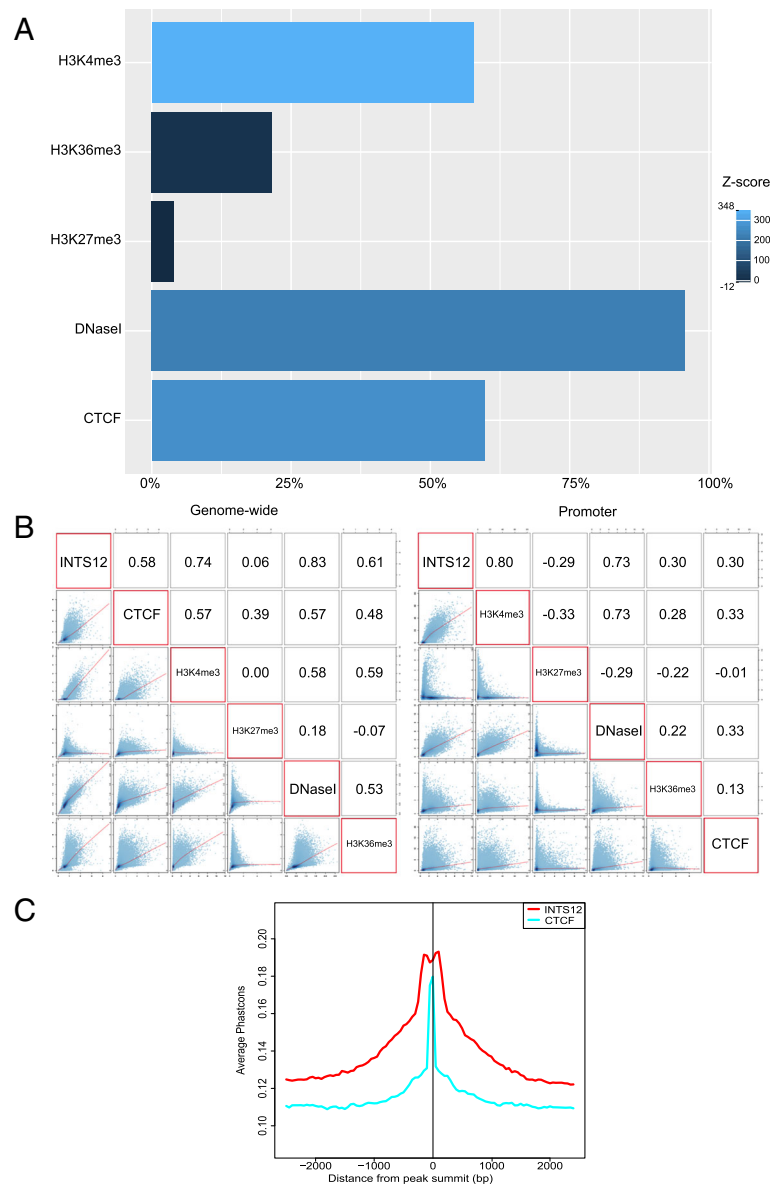 A
H3K4me3
H3K36me3
H3K27me3
DNaseI
CTCF
0% 25% 50% 75% 100%
Z-score
348
300
200
100
0
-12
B
Genome-wide
INTS12 0.58 0.74 0.06 0.83 0.61
CTCF 0.57 0.39 0.57 0.48
H3K4me3 0.00 0.58 0.59
H3K27me3 0.18 -0.07
DNaseI 0.53
H3K36me3
Promoter
INTS12 0.80 -0.29 0.73 0.30 0.30
H3K4me3 -0.33 0.73 0.28 0.33
H3K27me3 -0.29 -0.22 -0.01
DNaseI 0.22 0.33
H3K36me3 0.13
CTCF
C
INTS12
CTCF
Average Phastcons
0.20
0.18
0.16
0.14
0.12
0.10
−2000 −1000 0 1000 2000
Distance from peak summit (bp)